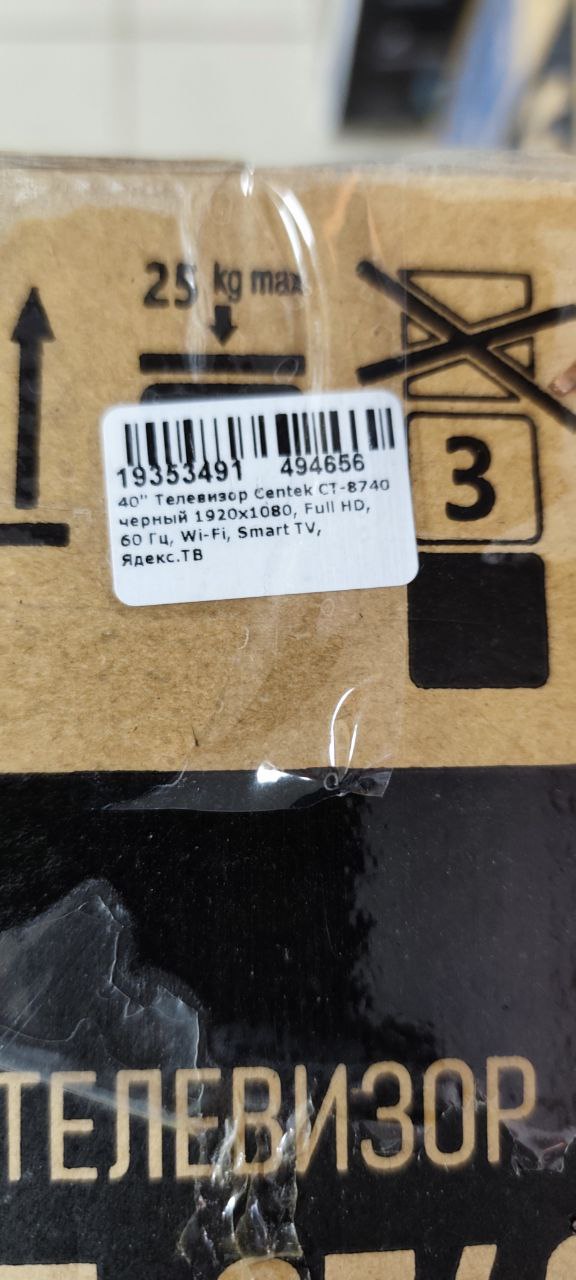 25 kg max
3
19353491 494656
40" Телевизор Centek CT-8740
черный 1920x1080, Full HD,
60 Гц, Wi-Fi, Smart TV,
Ядекс.ТВ
ТЕЛЕВИЗОР